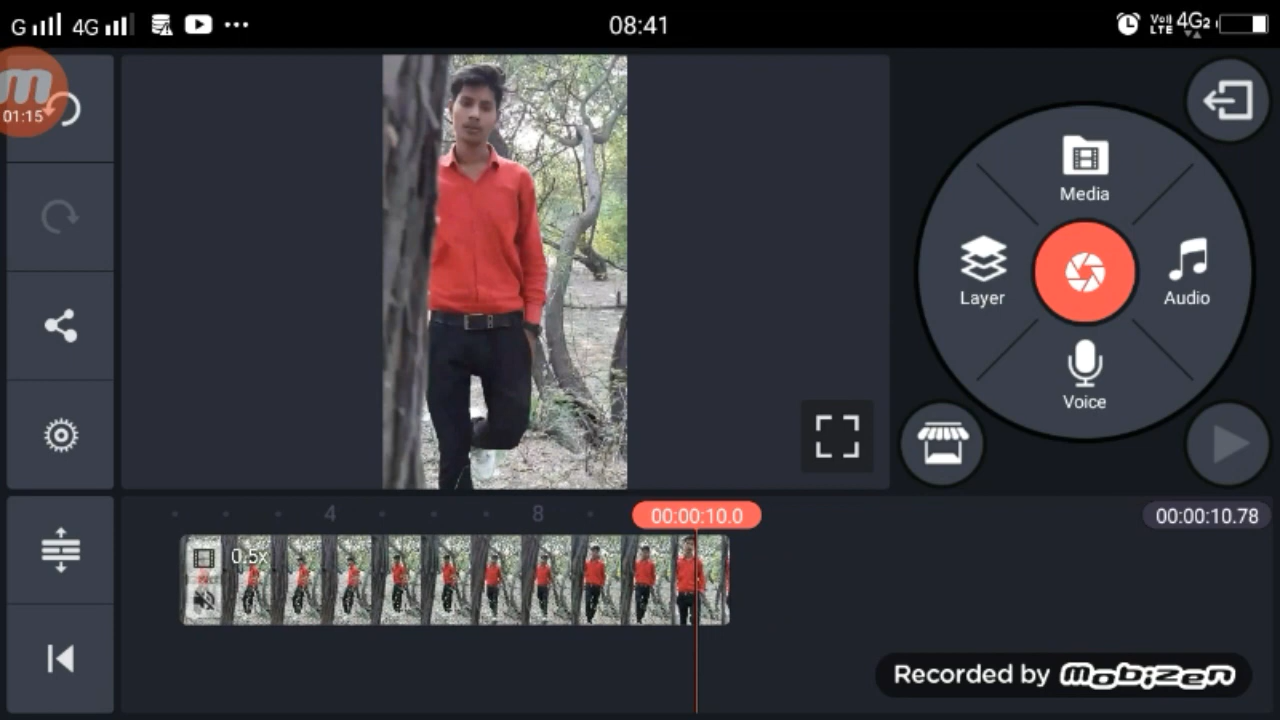 G 4G 08:41 Voll LTE 4G2
01:15
Media
Layer
Audio
Voice
4 8 00:00:10.0 00:00:10.78
0.5x
Recorded by mobizen